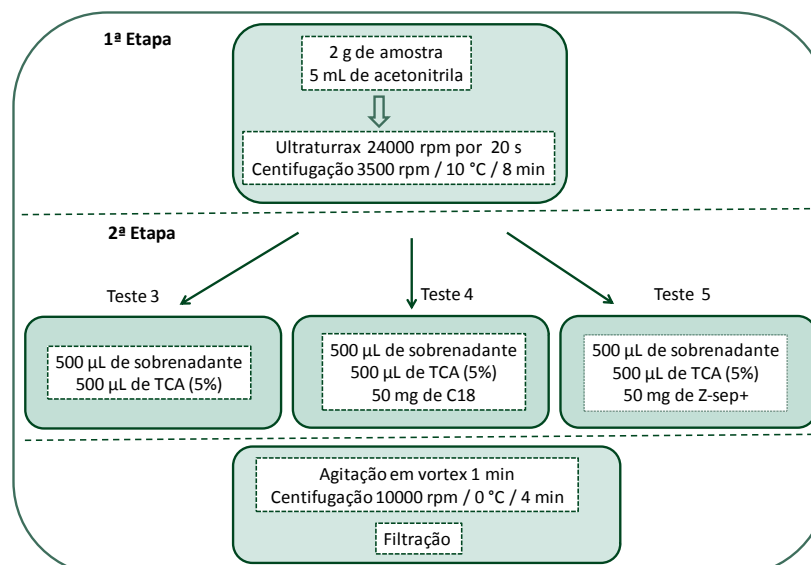 1ª Etapa
2 g de amostra
5 mL de acetonitrila
Ultraturrax 24000 rpm por 20 s
Centifugação 3500 rpm / 10 °C / 8 min
2ª Etapa
Teste 3
Teste 4
Teste 5
500 µL de sobrenadante
500 µL de TCA (5%)
500 µL de sobrenadante
500 µL de TCA (5%)
50 mg de C18
500 µL de sobrenadante
500 µL de TCA (5%)
50 mg de Z-sep+
Agitação em vortex 1 min
Centifugação 10000 rpm / 0 °C / 4 min
Filtração